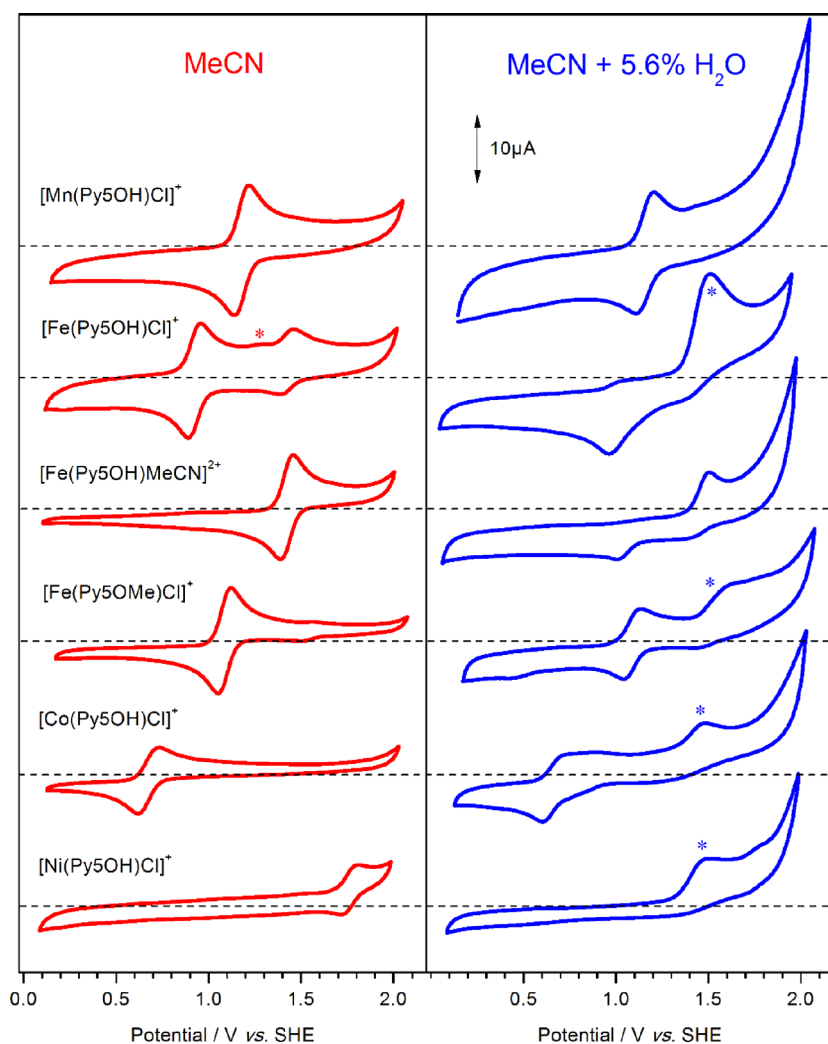 MeCN
MeCN + 5.6% H₂O
10µA
[Mn(Py5OH)Cl]⁺
[Fe(Py5OH)Cl]⁺
*
*
[Fe(Py5OH)MeCN]²⁺
[Fe(Py5OMe)Cl]⁺
*
[Co(Py5OH)Cl]⁺
*
[Ni(Py5OH)Cl]⁺
*
0.0 0.5 1.0 1.5 2.0
0.5 1.0 1.5 2.0
Potential / V vs. SHE
Potential / V vs. SHE